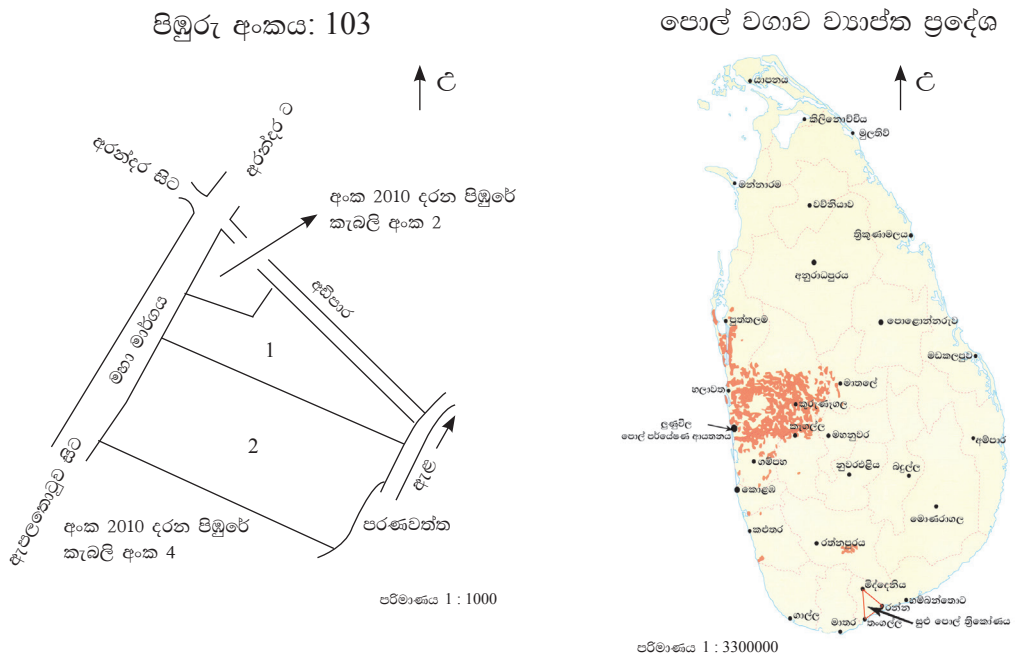 පිඹුරු අංකය: 103
උ
අරන්දර සිට
අරන්දර ට
අංක 2010 දරන පිඹුරේ
කැබලි අංක 2
අඩිපාර
මහා මාර්ගය
1
2
ඇළ
ඇපලතොටුව සිට
අංක 2010 දරන පිඹුරේ
කැබලි අංක 4
පරණවත්ත
පරිමාණය 1 : 1000
පොල් වගාව ව්‍යාප්ත ප්‍රදේශ
උ
යාපනය
කිලිනොච්චිය
මුලතිව්
මන්නාරම
වව්නියාව
ත්‍රිකුණාමලය
අනුරාධපුරය
පුත්තලම
පොළොන්නරුව
මඩකලපුව
හලාවත
මාතලේ
කුරුණෑගල
ලුණුවිල
පොල් පර්යේෂණ ආයතනය
කෑගල්ල
මහනුවර
අම්පාර
ගම්පහ
නුවරඑළිය
බදුල්ල
කොළඹ
මොණරාගල
කළුතර
රත්නපුරය
මිද්දෙනිය
හම්බන්තොට
රන්න
ගාල්ල
මාතර
තංගල්ල
සුළු පොල් ත්‍රිකෝණය
පරිමාණය 1 : 3300000